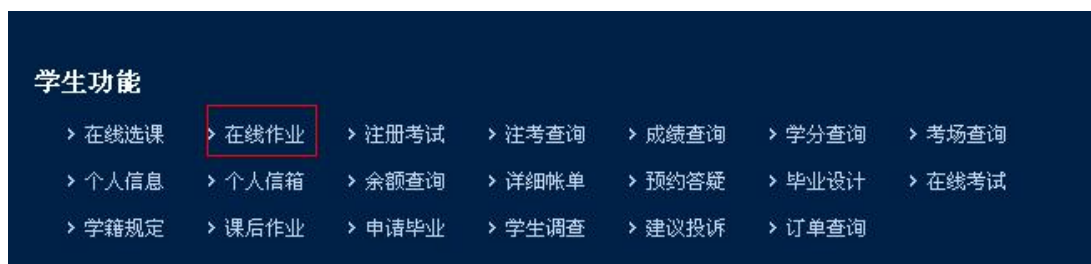 学生功能
> 在线选课 > 在线作业 > 注册考试 > 注考查询 > 成绩查询 > 学分查询 > 考场查询
> 个人信息 > 个人信箱 > 余额查询 > 详细帐单 > 预约答疑 > 毕业设计 > 在线考试
> 学籍规定 > 课后作业 > 申请毕业 > 学生调查 > 建议投诉 > 订单查询